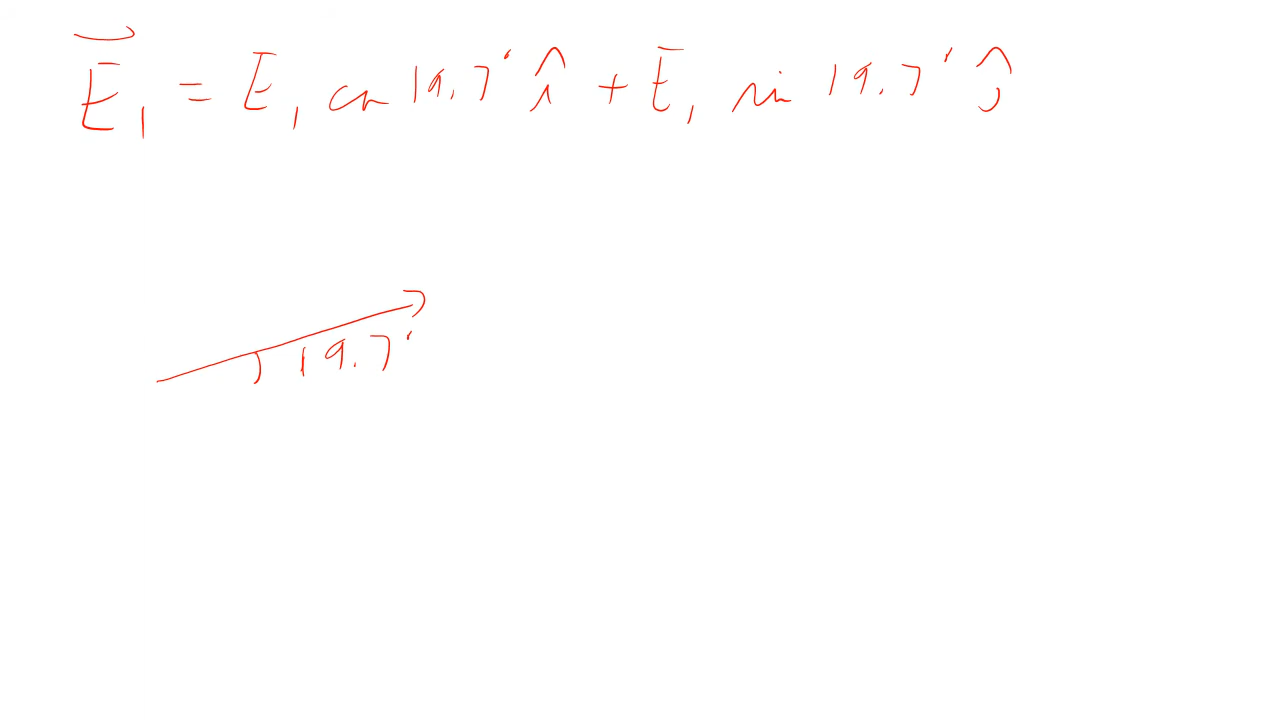 E⃗₁ = E₁ cos 19.7° î + E₁ sin 19.7° ĵ
19.7°